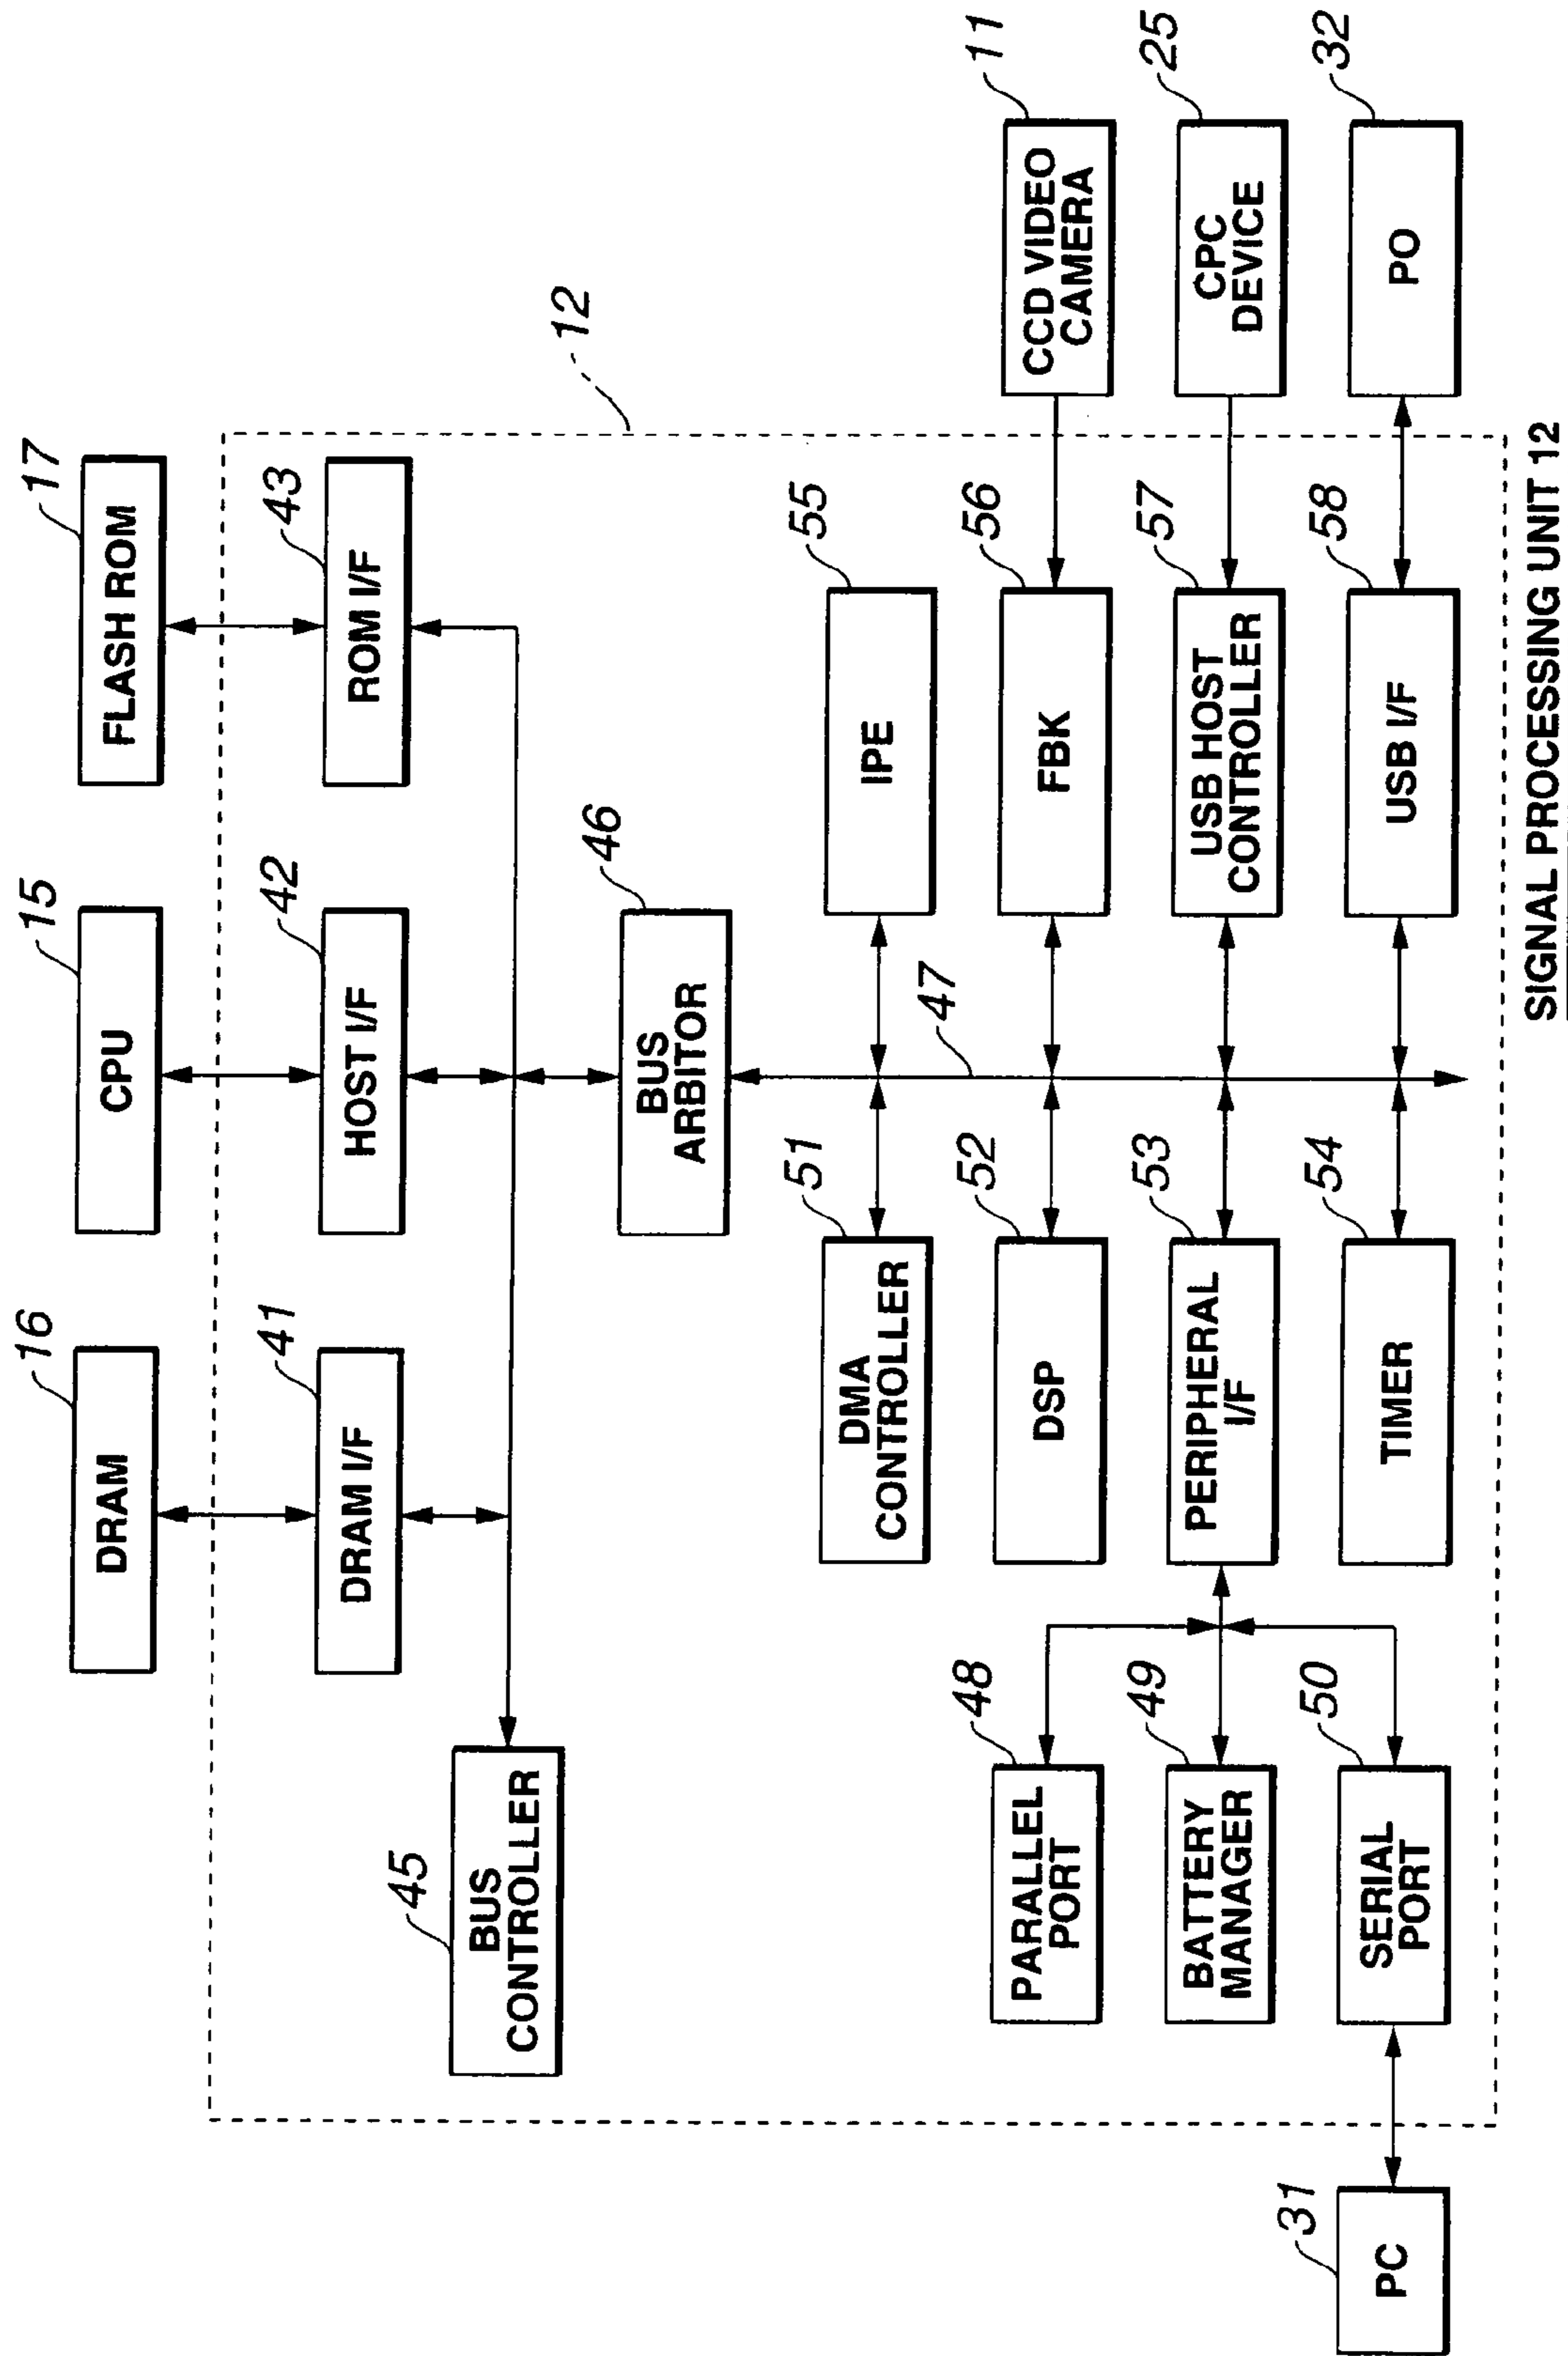 16
DRAM
15
CPU
17
FLASH ROM
41
DRAM I/F
42
HOST I/F
43
ROM I/F
45
BUS
CONTROLLER
46
BUS
ARBITOR
12
51
DMA
CONTROLLER
55
IPE
47
48
PARALLEL
PORT
52
DSP
56
FBK
11
CCD VIDEO
CAMERA
49
BATTERY
MANAGER
53
PERIPHERAL
I/F
57
USB HOST
CONTROLLER
25
CPC
DEVICE
31
PC
50
SERIAL
PORT
54
TIMER
58
USB I/F
32
PO
SIGNAL PROCESSING UNIT 12